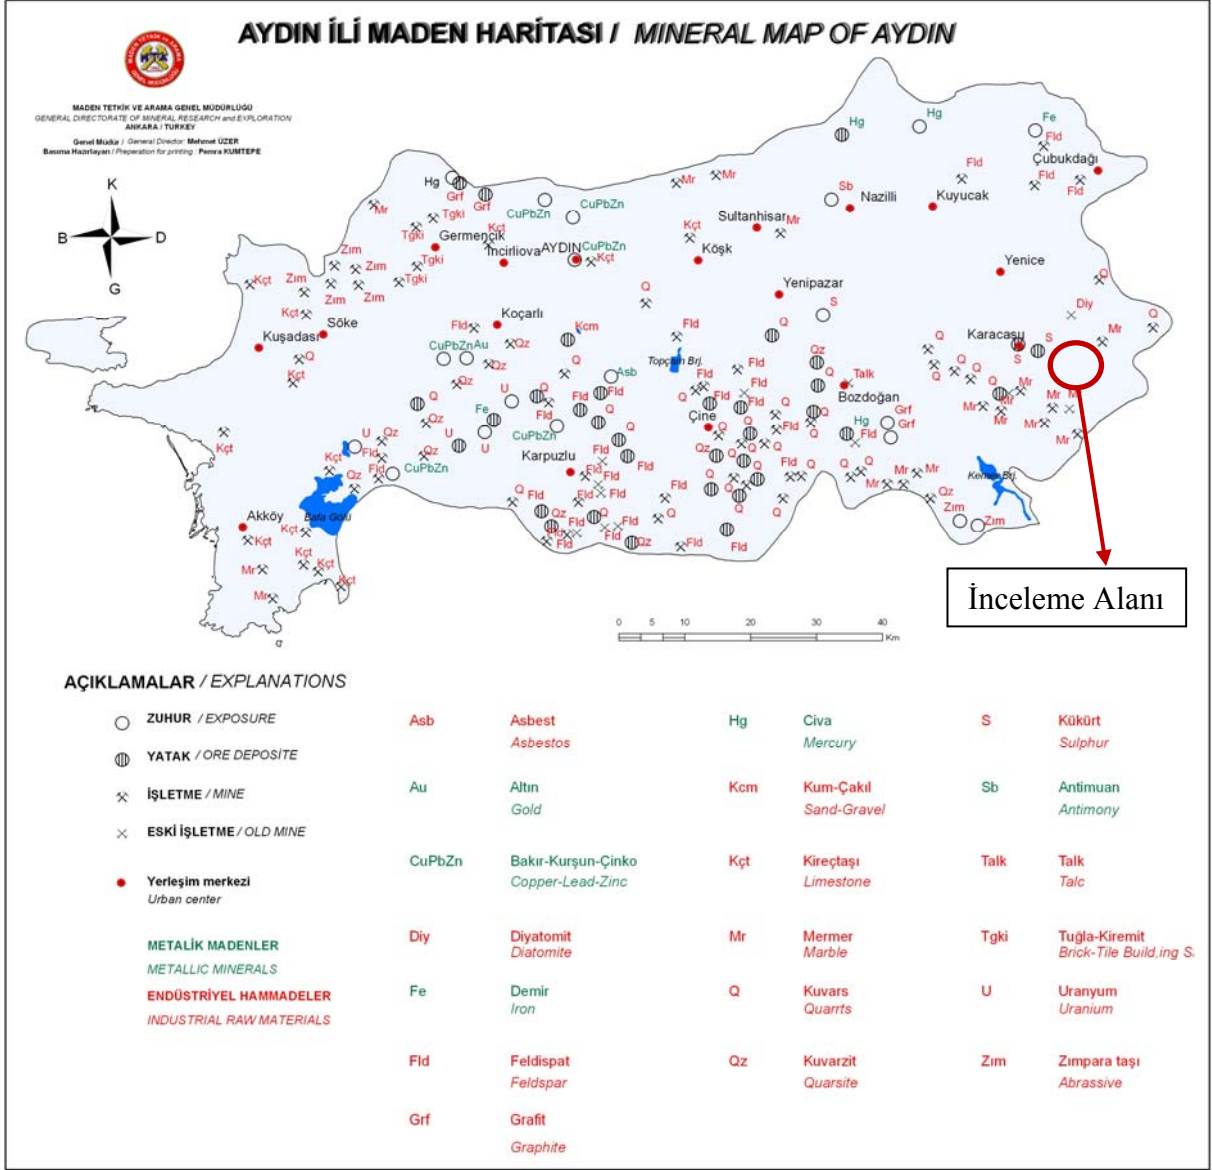 AYDIN İLİ MADEN HARİTASI / MINERAL MAP OF AYDIN
MADEN TETKİK VE ARAMA GENEL MÜDÜRLÜĞÜ
GENERAL DIRECTORATE OF MINERAL RESEARCH and EXPLORATION
ANKARA / TURKEY
Genel Müdür / General Director: Mehmet ÜZER
Basıma Hazırlayan / Preparation for printing : Pemra KUMTEPE
K
B
D
G
Hg
Hg
Fe
Fld
Çubukdağı
Fld
Fld
Fld
Hg
Grf
Grf
Mr
Mr
Sb
Nazilli
Kuyucak
Mr
Tgki
Tgki
Germencik
Kçt
CuPbZn
CuPbZn
Sultanhisar
Mr
İncirliova
AYDIN
CuPbZn
Kçt
Kçt
Köşk
Yenice
Zım
Zım
Zım
Zım
Zım
Tgki
Tgki
Kçt
Kçt
Söke
Kuşadası
Q
Kçt
Koçarlı
Fld
Qz
Kcm
Q
Yenipazar
S
Q
Q
Diy
Q
Karacasu
S
S
Mr
CuPbZn
Au
Qz
Qz
Q
Asb
Fld
Topçam Brj.
Fld
Fld
Fld
Qz
Q
Talk
Bozdoğan
Q
Q
Q
Q
Mr
Mr
Mr
Mr
Mr
Mr
Kçt
U
Qz
Fld
Fld
Qz
Kçt
Qz
CuPbZn
U
Fe
U
U
CuPbZn
Karpuzlu
Çine
Hg
Fld
Grf
Grf
Mr
Mr
Mr
Qz
Zım
Zım
Kemer Brj.
Bafa Gölü
Akköy
Kçt
Kçt
Kçt
Kçt
Kçt
Mr
Mr
Q
Fld
Qz
Fld
Fld
Fld
Fld
Qz
Fld
Q
Fld
Q
İnceleme Alanı
0 5 10 20 30 40
Km
AÇIKLAMALAR / EXPLANATIONS
ZUHUR / EXPOSURE
YATAK / ORE DEPOSITE
İŞLETME / MINE
ESKİ İŞLETME / OLD MINE
Yerleşim merkezi
Urban center
METALİK MADENLER
METALLIC MINERALS
ENDÜSTRİYEL HAMMADELER
INDUSTRIAL RAW MATERIALS
Asb Asbest
Asbestos
Au Altın
Gold
CuPbZn Bakır-Kurşun-Çinko
Copper-Lead-Zinc
Diy Diyatomit
Diatomite
Fe Demir
Iron
Fld Feldispat
Feldspar
Grf Grafit
Graphite
Hg Civa
Mercury
Kcm Kum-Çakıl
Sand-Gravel
Kçt Kireçtaşı
Limestone
Mr Mermer
Marble
Q Kuvars
Quarrts
Qz Kuvarzit
Quarsite
S Kükürt
Sulphur
Sb Antimuan
Antimony
Talk Talk
Talc
Tgki Tuğla-Kiremit
Brick-Tile Build,ing S
U Uranyum
Uranium
Zım Zımpara taşı
Abrassive